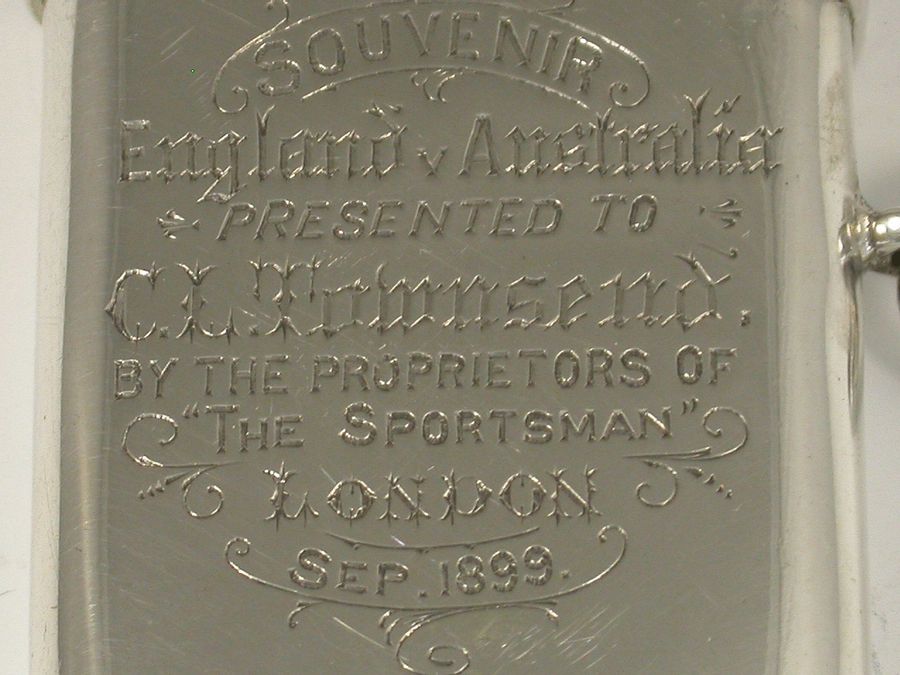 SOUVENIR
England v Australia
PRESENTED TO
C. L. Townsend.
BY THE PROPRIETORS OF
"THE SPORTSMAN"
LONDON
SEP. 1899.